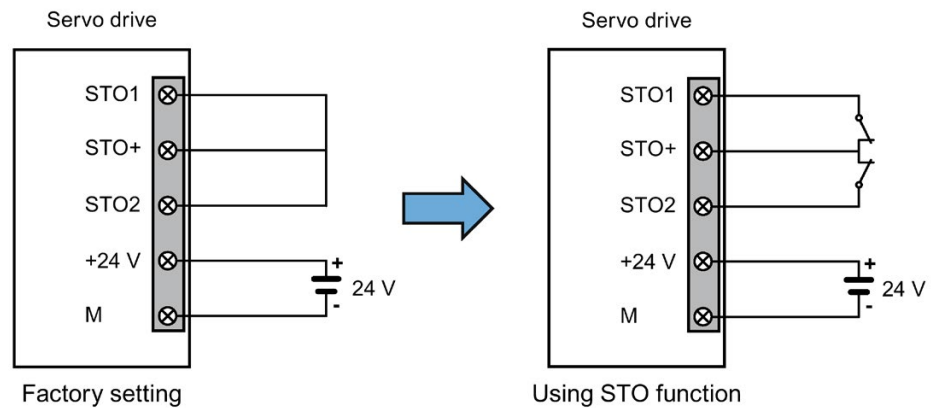 Servo drive
STO1
STO+
STO2
+24 V
M
+
24 V
-
Factory setting
Servo drive
STO1
STO+
STO2
+24 V
M
+
24 V
-
Using STO function